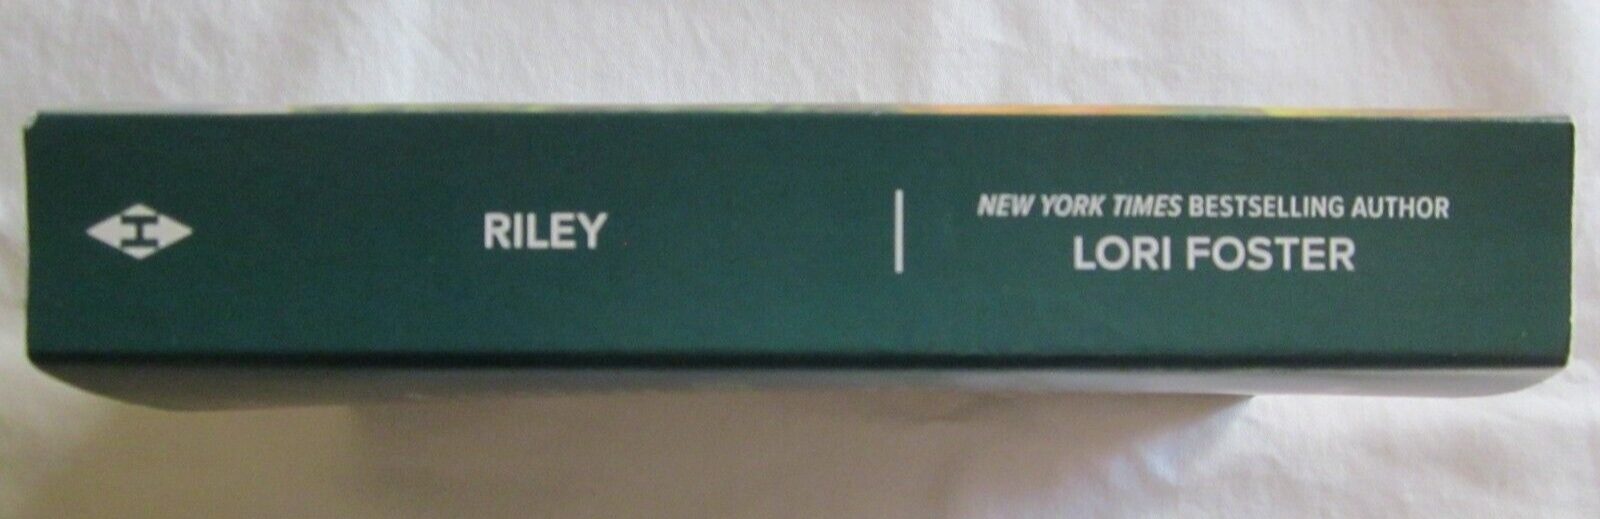 H
RILEY
NEW YORK TIMES BESTSELLING AUTHOR
LORI FOSTER